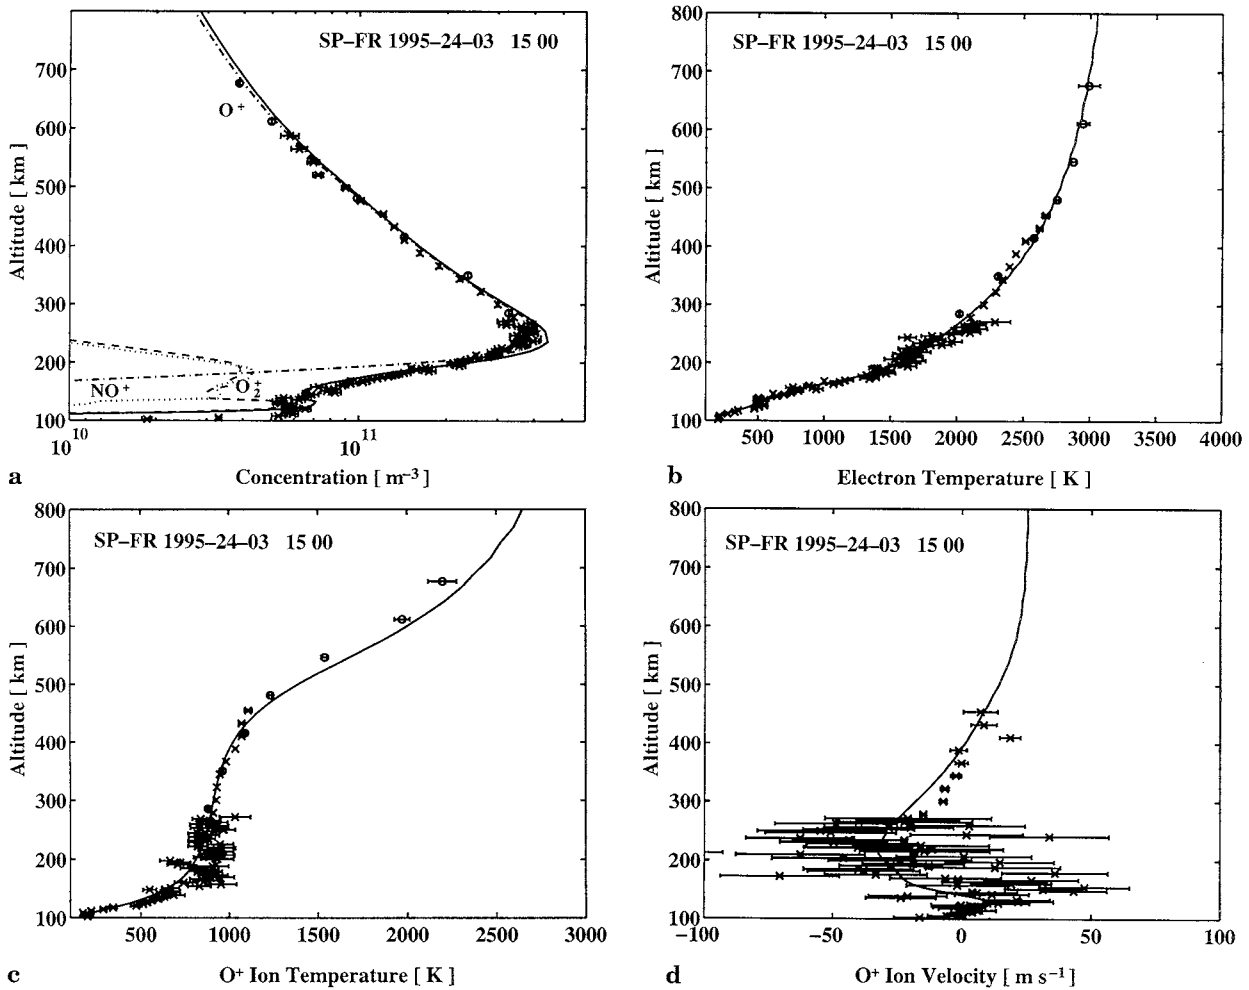 SP–FR 1995–24–03 15 00
O+
NO+
O2+
Altitude [ km ]
700
600
500
400
300
200
100
10^10
10^11
Concentration [ m–3 ]
a
SP–FR 1995–24–03 15 00
Altitude [ km ]
800
700
600
500
400
300
200
100
500 1000 1500 2000 2500 3000 3500 4000
Electron Temperature [ K ]
b
SP–FR 1995–24–03 15 00
Altitude [ km ]
800
700
600
500
400
300
200
100
500 1000 1500 2000 2500 3000
O+ Ion Temperature [ K ]
c
SP–FR 1995–24–03 15 00
Altitude [ km ]
800
700
600
500
400
300
200
100
−100 −50 0 50 100
O+ Ion Velocity [ m s–1 ]
d